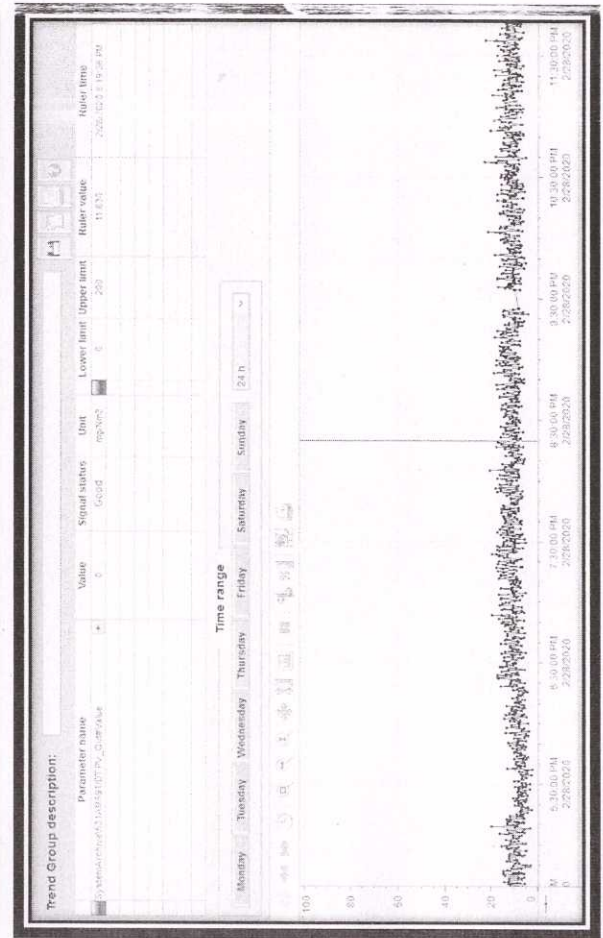 Trend Group description:
Parameter name Value Signal status Unit Lower limit Upper limit Ruler value Ruler time
0 Good mg/Nm3 0 200 11.630
Time range
Monday Tuesday Wednesday Thursday Friday Saturday Sunday 24 h
100
80
60
40
20
0
5:30:00 PM 6:30:00 PM 7:30:00 PM 8:30:00 PM 9:30:00 PM 10:30:00 PM 11:30:00 PM
2/28/2020 2/28/2020 2/28/2020 2/28/2020 2/28/2020 2/28/2020 2/28/2020